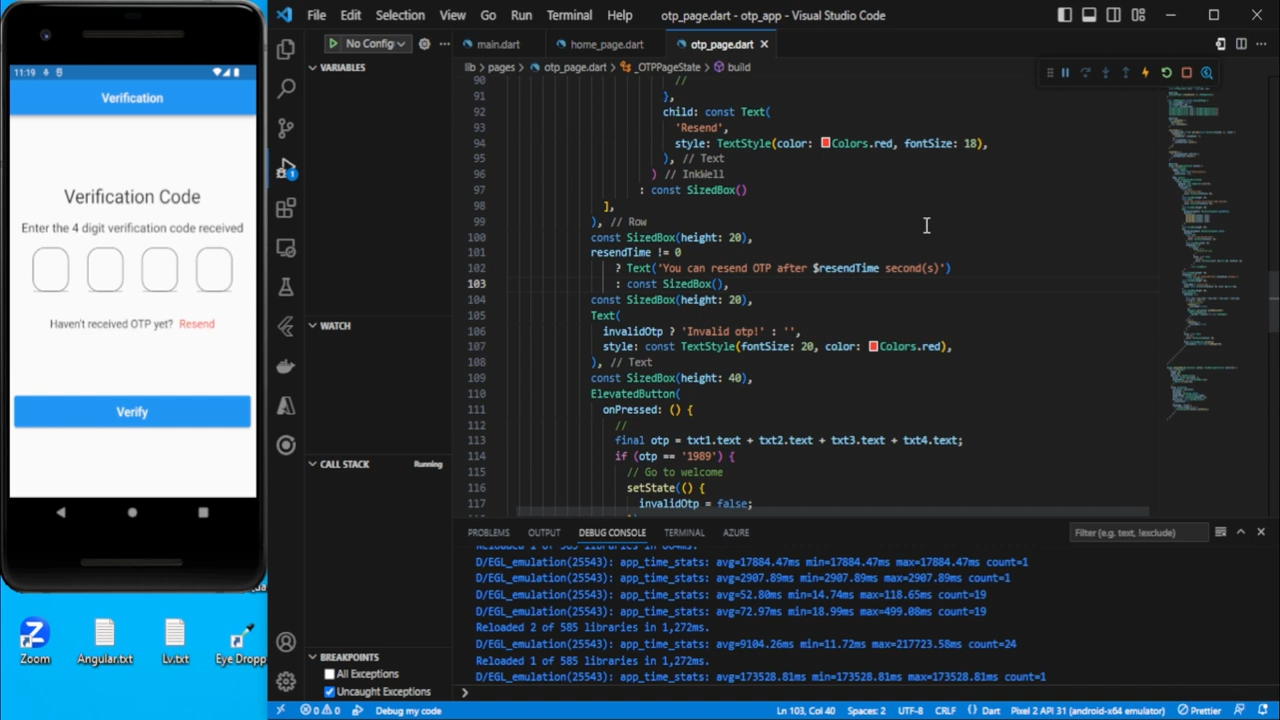 11:19
Verification
Verification Code
Enter the 4 digit verification code received
Haven't received OTP yet? Resend
Verify
Zoom
Angular.txt
Lv.txt
Eye Dropp
File Edit Selection View Go Run Terminal Help
otp_page.dart - otp_app - Visual Studio Code
No Config
main.dart
home_page.dart
otp_page.dart
lib > pages > otp_page.dart > _OTPPageState > build
VARIABLES
WATCH
CALL STACK
Running
BREAKPOINTS
All Exceptions
Uncaught Exceptions
1
90 //
91 },
92 child: const Text(
93 'Resend',
94 style: TextStyle(color: Colors.red, fontSize: 18),
95 ), // Text
96 ) // InkWell
97 : const SizedBox()
98 ],
99 ), // Row
100 const SizedBox(height: 20),
101 resendTime != 0
102 ? Text('You can resend OTP after $resendTime second(s)')
103 : const SizedBox(),
104 const SizedBox(height: 20),
105 Text(
106 invalidOtp ? 'Invalid otp!' : '',
107 style: const TextStyle(fontSize: 20, color: Colors.red),
108 ), // Text
109 const SizedBox(height: 40),
110 ElevatedButton(
111 onPressed: () {
112 //
113 final otp = txt1.text + txt2.text + txt3.text + txt4.text;
114 if (otp == '1989') {
115 // Go to welcome
116 setState(() {
117 invalidOtp = false;
PROBLEMS OUTPUT DEBUG CONSOLE TERMINAL AZURE
Filter (e.g. text, !exclude)
D/EGL_emulation(25543): app_time_stats: avg=17884.47ms min=17884.47ms max=17884.47ms count=1
D/EGL_emulation(25543): app_time_stats: avg=2907.89ms min=2907.89ms max=2907.89ms count=1
D/EGL_emulation(25543): app_time_stats: avg=52.80ms min=14.74ms max=118.65ms count=19
D/EGL_emulation(25543): app_time_stats: avg=72.97ms min=18.99ms max=499.08ms count=19
Reloaded 2 of 585 libraries in 1,272ms.
D/EGL_emulation(25543): app_time_stats: avg=9104.26ms min=11.72ms max=217723.58ms count=24
Reloaded 1 of 585 libraries in 1,272ms.
D/EGL_emulation(25543): app_time_stats: avg=173528.81ms min=173528.81ms max=173528.81ms count=1
0 0
Debug my code
Ln 103, Col 40
Spaces: 2
UTF-8
CRLF
{} Dart
Pixel 2 API 31 (android-x64 emulator)
Prettier